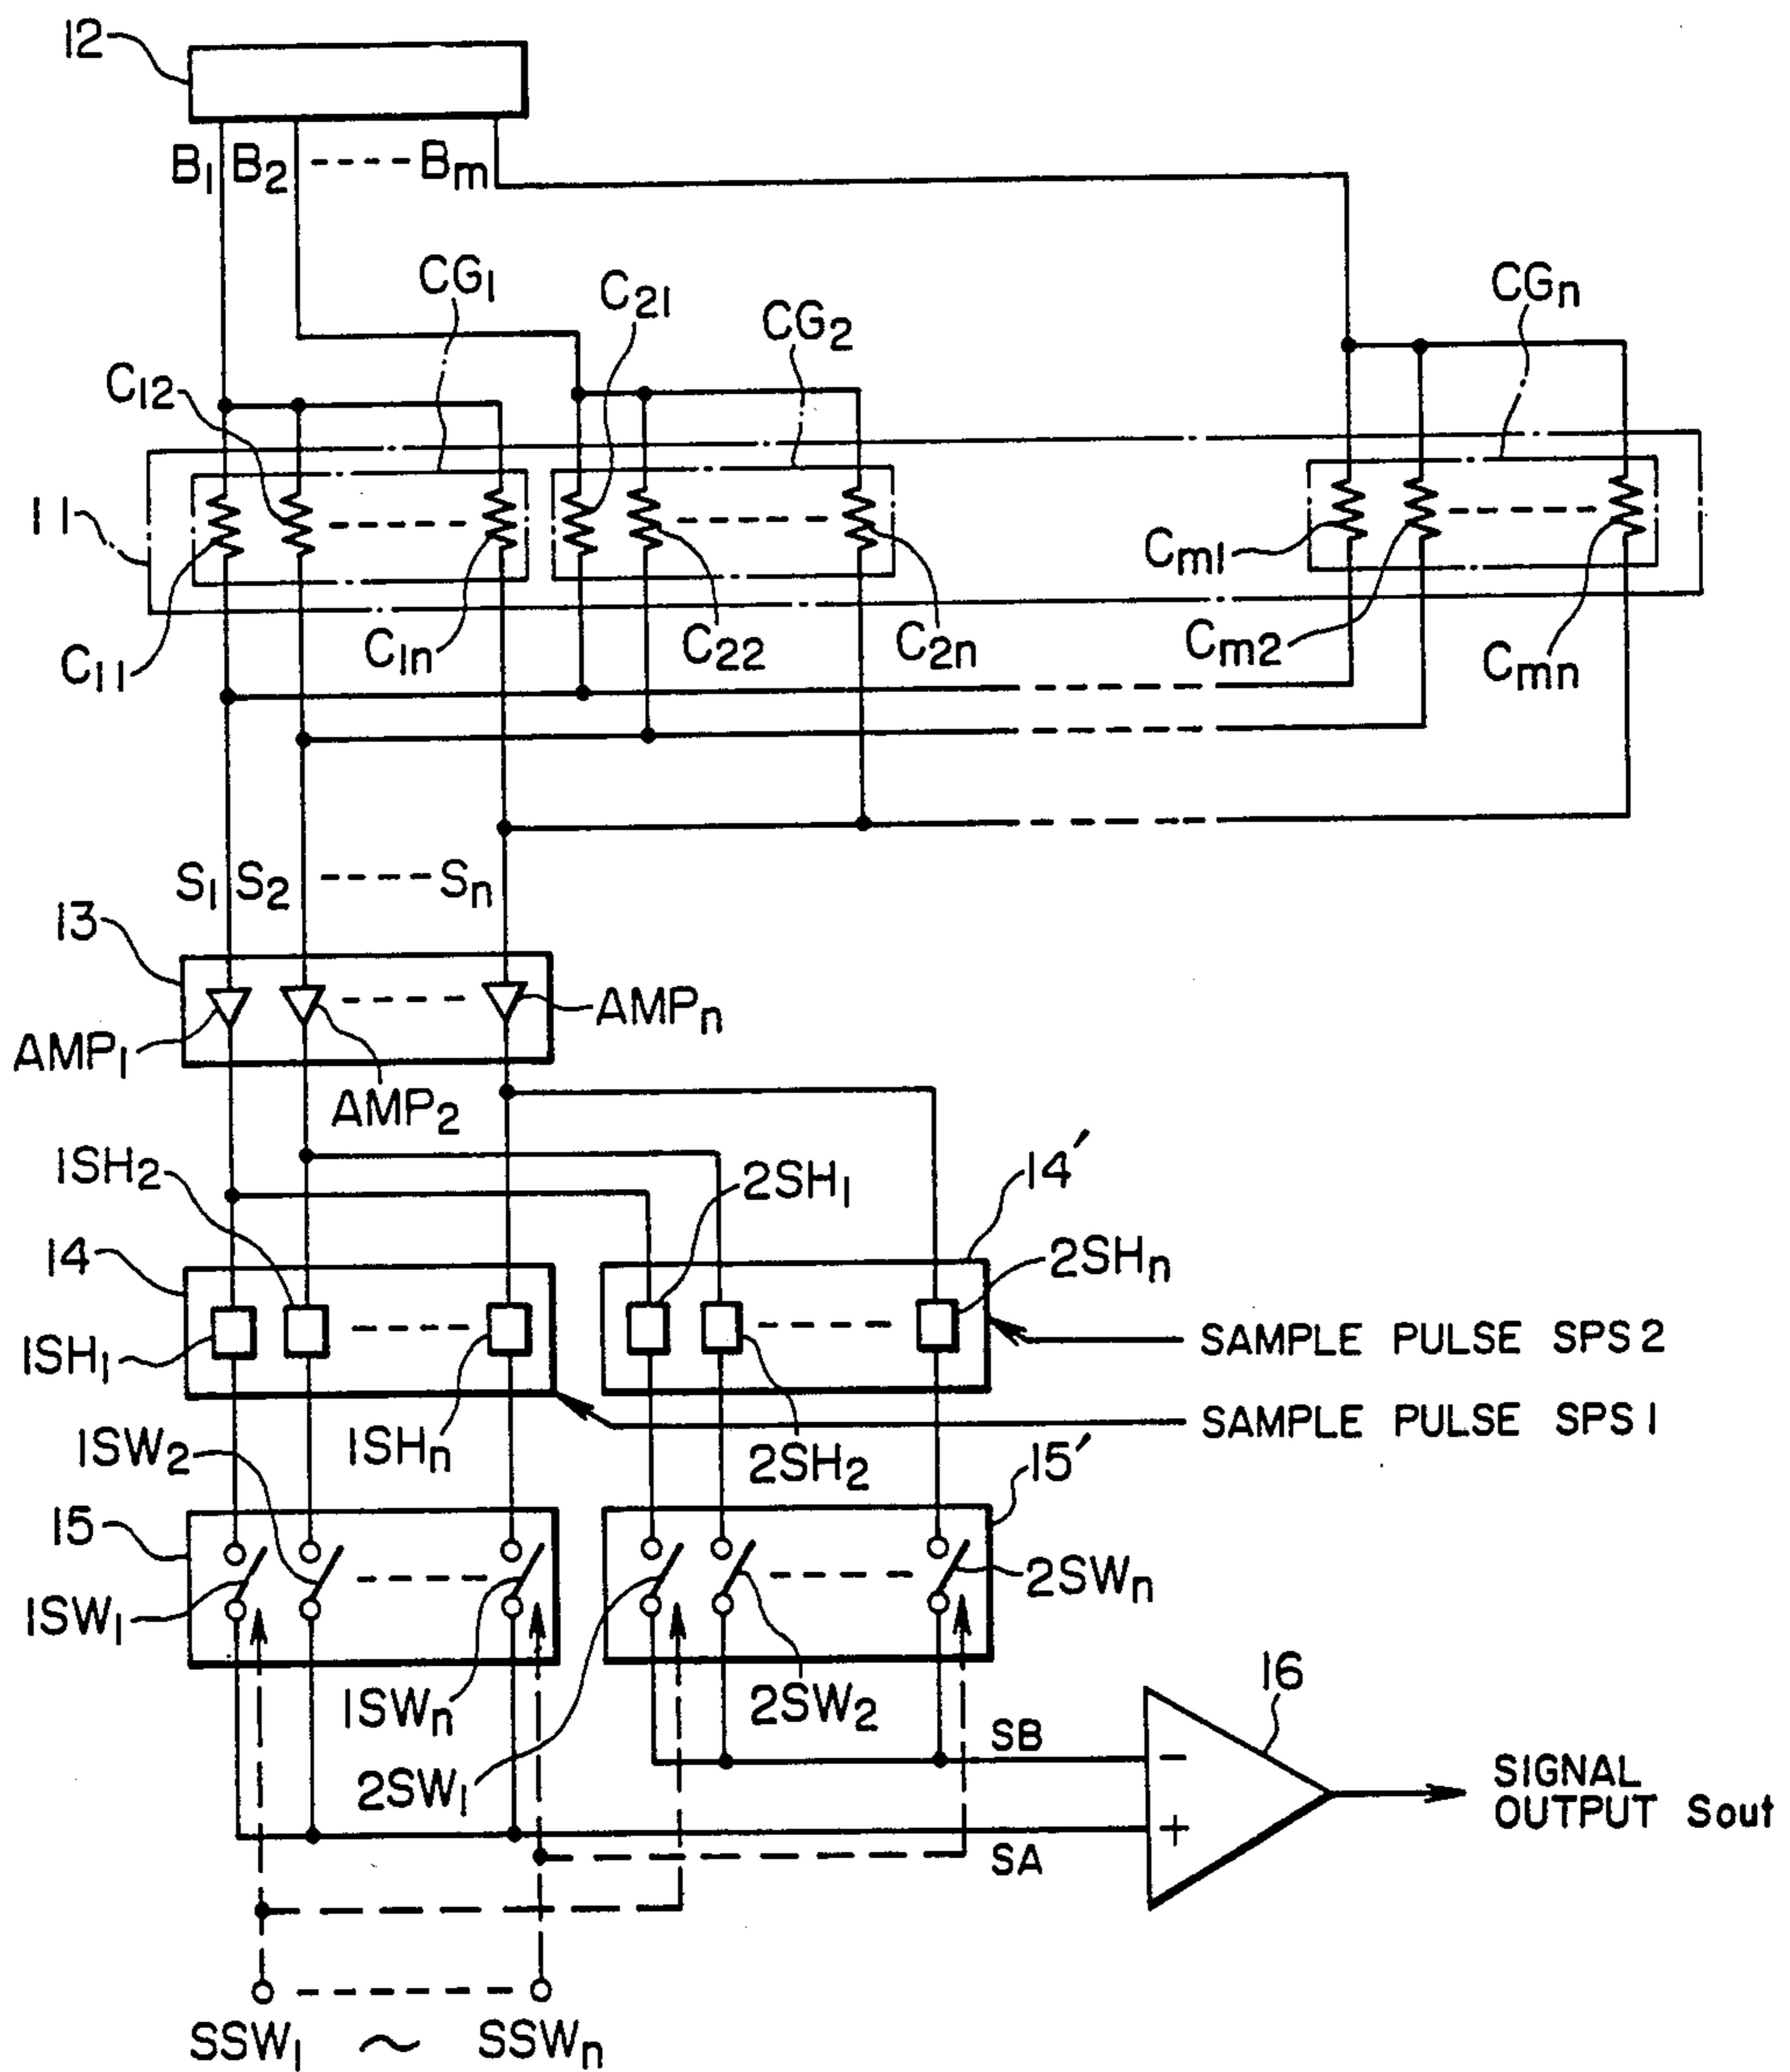 12
B1 B2 ---- Bm
CG1
C21
CG2
CGn
C12
11
C11
C1n
C22
C2n
Cm1
Cm2
Cmn
S1 S2 ---- Sn
13
AMP1
AMP2
AMPn
1SH2
2SH1
14'
14
2SHn
1SH1
SAMPLE PULSE SPS2
1SHn
2SH2
SAMPLE PULSE SPS1
1SW2
15'
15
1SW1
2SWn
1SWn
2SW2
16
2SW1
SB
−
SIGNAL
OUTPUT Sout
+
SA
SSW1 ~ SSWn